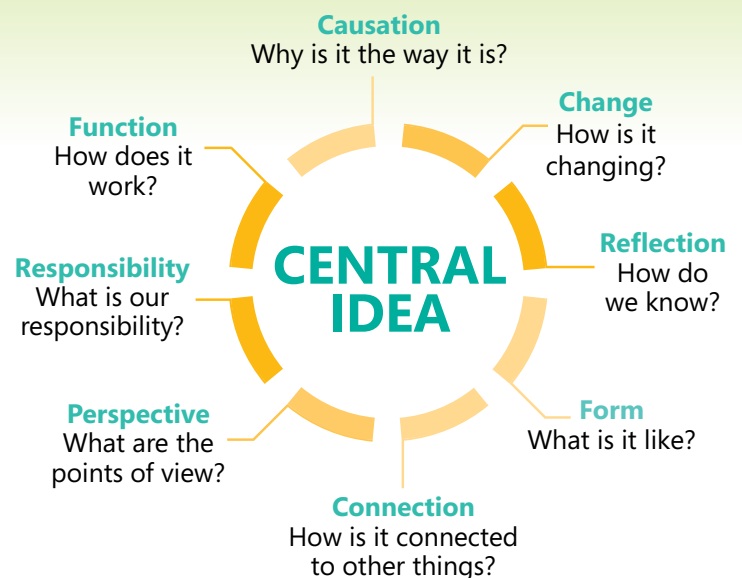 Causation
Why is it the way it is?
Change
How is it
changing?
Reflection
How do
we know?
Form
What is it like?
Connection
How is it connected
to other things?
Perspective
What are the
points of view?
Responsibility
What is our
responsibility?
Function
How does it
work?
CENTRAL
IDEA